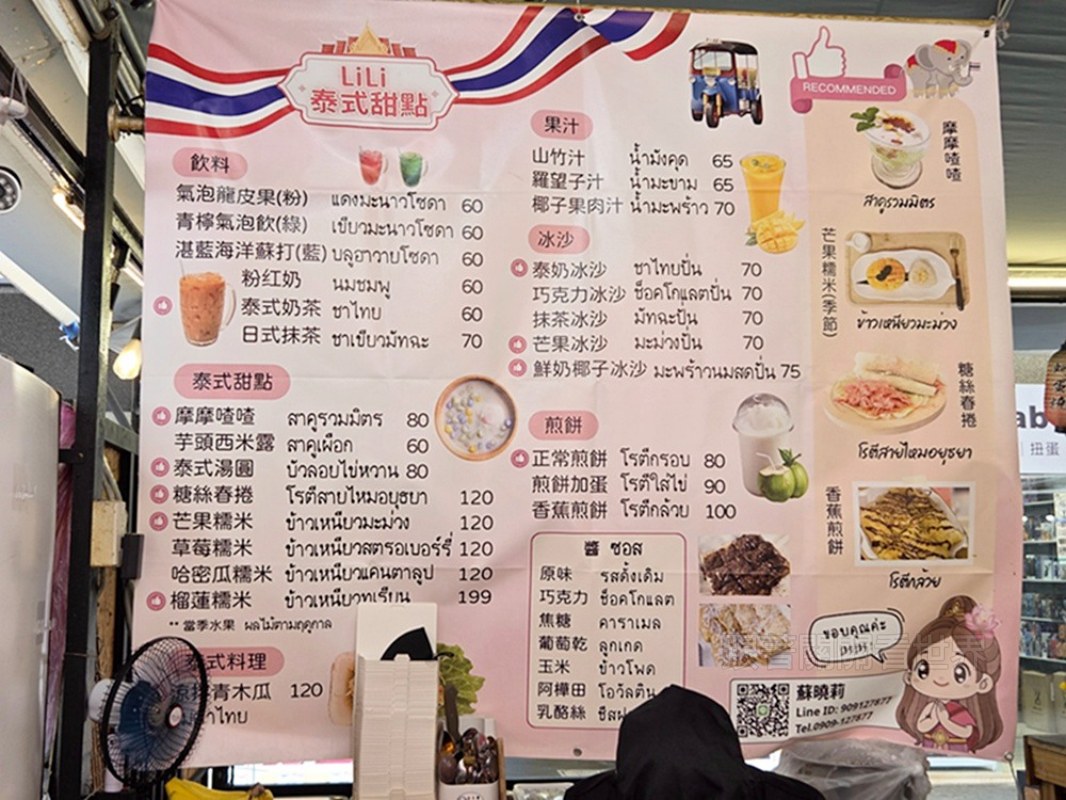 LiLi
泰式甜點
RECOMMENDED
飲料
氣泡龍皮果(粉) แดงมะนาวโซดา 60
青檸氣泡飲(綠) เขียวมะนาวโซดา 60
湛藍海洋蘇打(藍) บลูฮาวายโซดา 60
粉红奶 นมชมพู 60
泰式奶茶 ชาไทย 60
日式抹茶 ชาเขียวมัทฉะ 70
泰式甜點
摩摩喳喳 สาคูรวมมิตร 80
芋頭西米露 สาคูเผือก 60
泰式湯圓 บัวลอยไข่หวาน 80
糖絲春捲 โรตีสายไหมอยุธยา 120
芒果糯米 ข้าวเหนียวมะม่วง 120
草莓糯米 ข้าวเหนียวสตรอเบอร์รี่ 120
哈密瓜糯米 ข้าวเหนียวแคนตาลูป 120
榴蓮糯米 ข้าวเหนียวทุเรียน 199
** 當季水果 ผลไม้ตามฤดูกาล
泰式料理
青木瓜 120
果汁
山竹汁 น้ำมังคุด 65
羅望子汁 น้ำมะขาม 65
椰子果肉汁 น้ำมะพร้าว 70
冰沙
泰奶冰沙 ชาไทยปั่น 70
巧克力冰沙 ช็อคโกแลตปั่น 70
抹茶冰沙 มัทฉะปั่น 70
芒果冰沙 มะม่วงปั่น 70
鮮奶椰子冰沙 มะพร้าวนมสดปั่น 75
煎餅
正常煎餅 โรตีกรอบ 80
煎餅加蛋 โรตีใส่ไข่ 90
香蕉煎餅 โรตีกล้วย 100
醬 ซอส
原味 รสดั้งเดิม
巧克力 ช็อคโกแลต
焦糖 คาราเมล
葡萄乾 ลูกเกด
玉米 ข้าวโพด
阿樺田 โอวัลติน
乳酪絲
摩摩喳喳
สาคูรวมมิตร
芒果糯米(季節)
ข้าวเหนียวมะม่วง
糖絲春捲
โรตีสายไหมอยุธยา
香蕉煎餅
โรตีกล้วย
ขอบคุณค่ะ
蘇曉莉
Line ID: 909127877
Tel.0909-127877
扭蛋